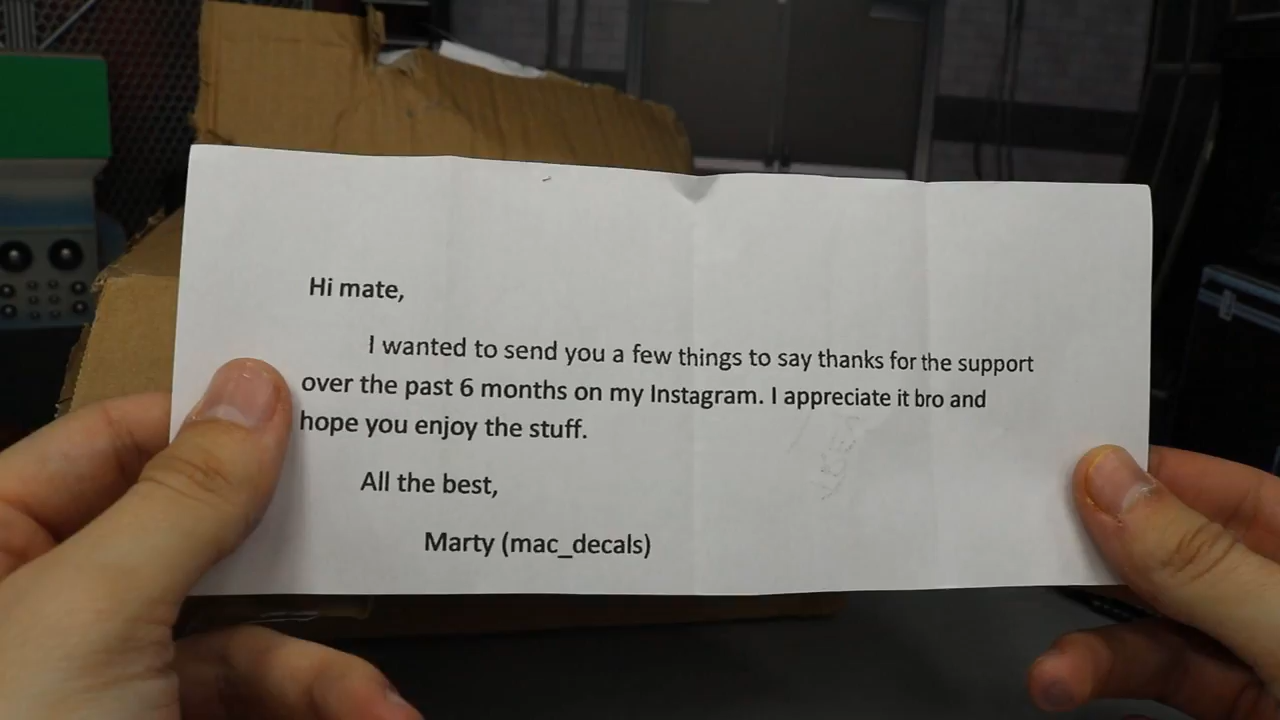 Hi mate,
I wanted to send you a few things to say thanks for the support
over the past 6 months on my Instagram. I appreciate it bro and
hope you enjoy the stuff.
All the best,
Marty (mac_decals)